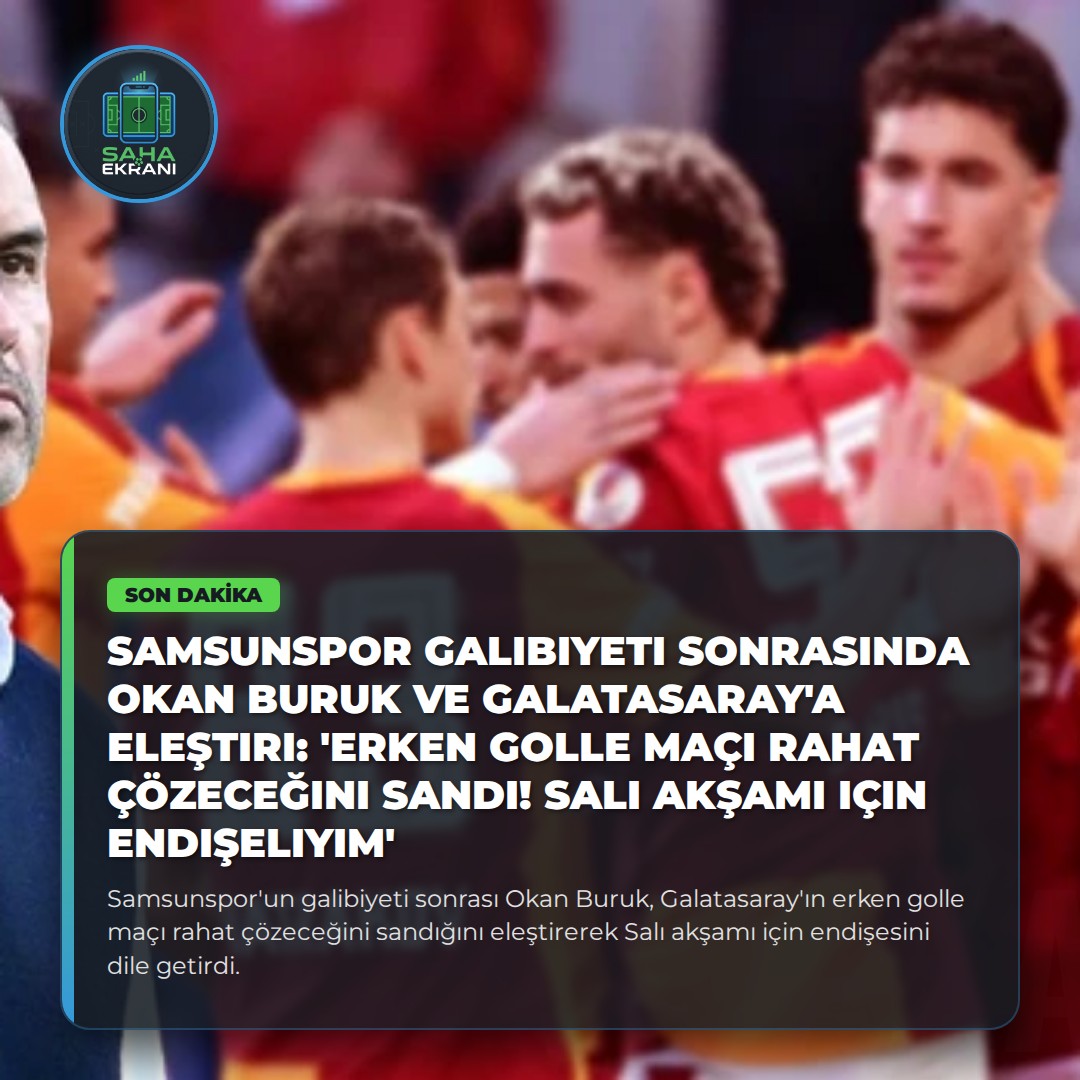 SAHA
EKRANI
SON DAKİKA
SAMSUNSPOR GALIBIYETI SONRASINDA
OKAN BURUK VE GALATASARAY'A
ELEŞTIRI: 'ERKEN GOLLE MAÇI RAHAT
ÇÖZECEĞINI SANDI! SALI AKŞAMI IÇIN
ENDIŞELIYIM'
Samsunspor'un galibiyeti sonrası Okan Buruk, Galatasaray'ın erken golle
maçı rahat çözeceğini sandığını eleştirerek Salı akşamı için endişesini
dile getirdi.